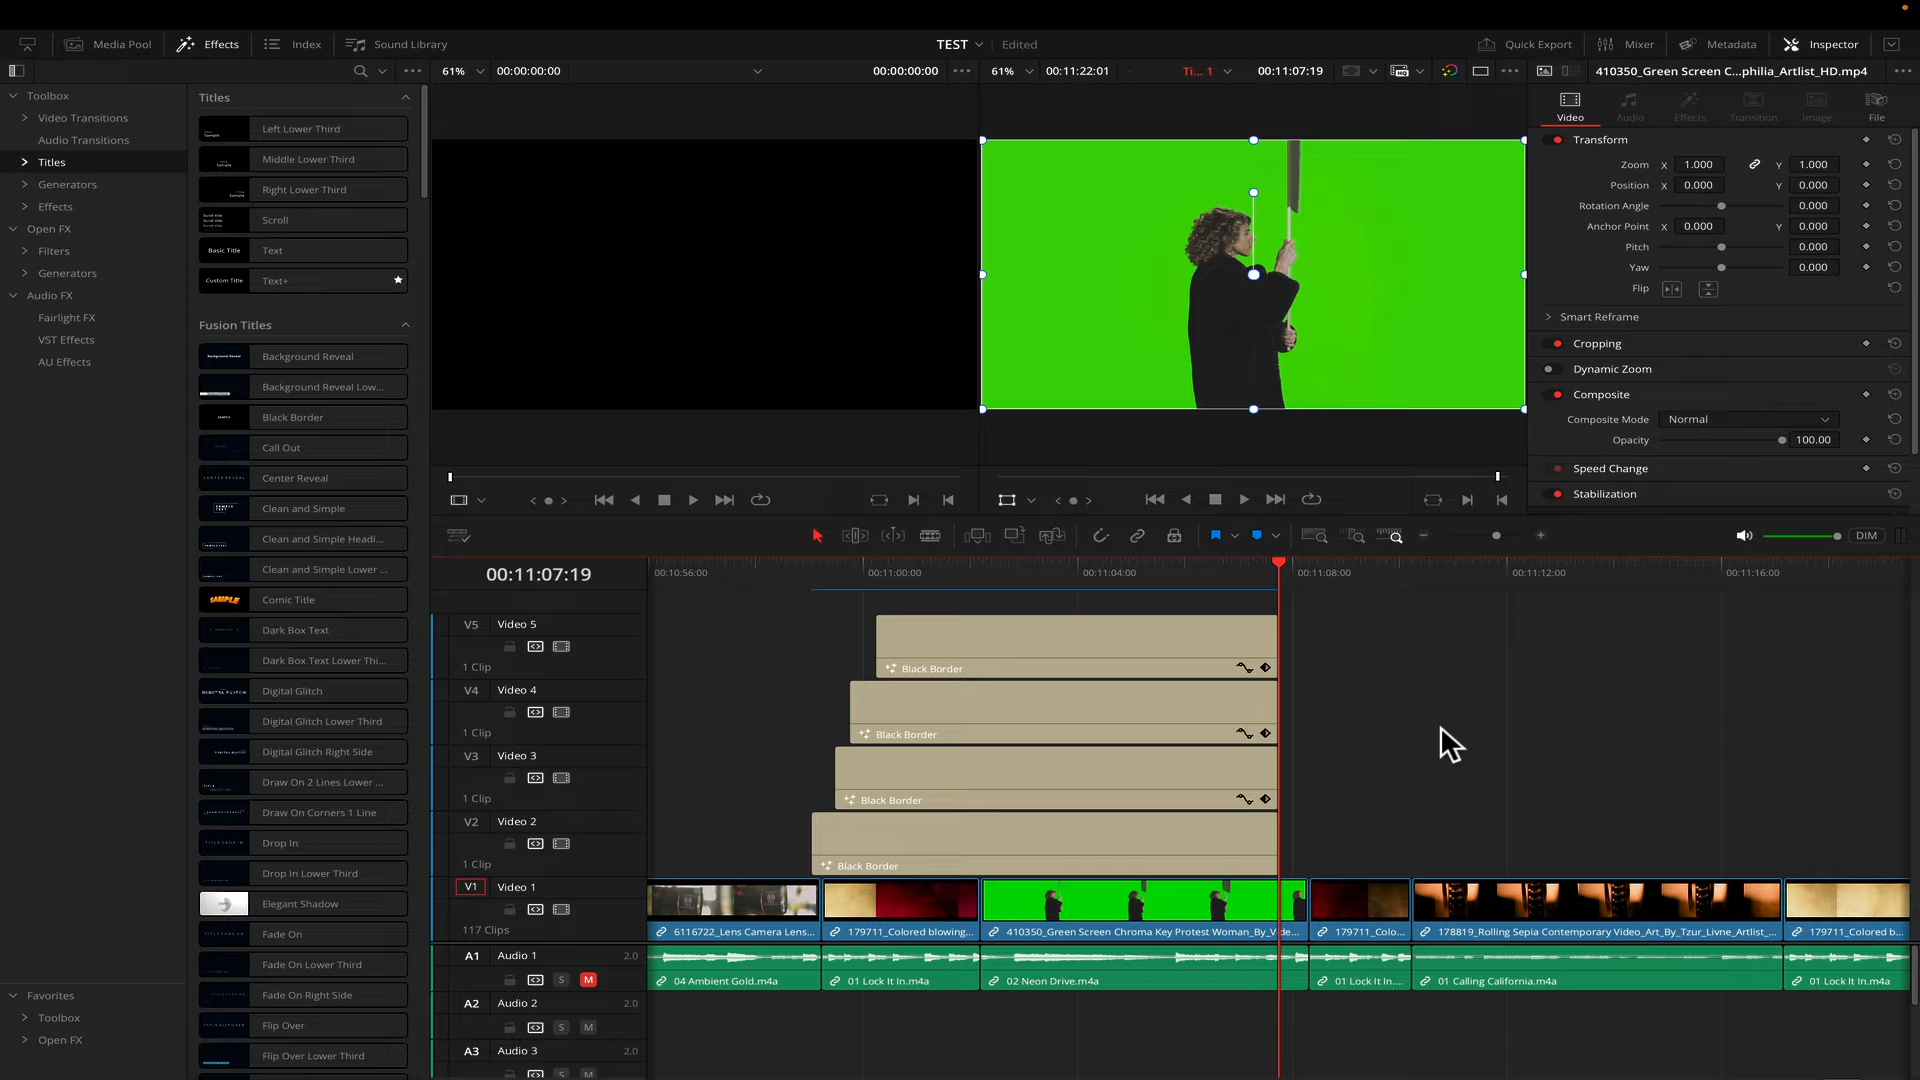 Media Pool Effects Index Sound Library TEST Edited Quick Export Mixer Metadata Inspector
61% 00:00:00:00 00:00:00:00 61% 00:11:22:01 Ti... 1 00:11:07:19 410350_Green Screen C...philia_Artlist_HD.mp4
Toolbox
Video Transitions
Audio Transitions
Titles
Generators
Effects
Open FX
Filters
Generators
Audio FX
Fairlight FX
VST Effects
AU Effects
Favorites
Toolbox
Open FX
Titles
Left Lower Third
Middle Lower Third
Right Lower Third
Scroll
Basic Title Text
Custom Title Text+
Fusion Titles
Background Reveal
Background Reveal Low...
Black Border
Call Out
Center Reveal
Clean and Simple
Clean and Simple Headi...
Clean and Simple Lower ...
SAMPLE Comic Title
Dark Box Text
Dark Box Text Lower Thi...
Digital Glitch
Digital Glitch Lower Third
Digital Glitch Right Side
Draw On 2 Lines Lower ...
Draw On Corners 1 Line
Drop In
Drop In Lower Third
Elegant Shadow
Fade On
Fade On Lower Third
Fade On Right Side
Flip Over
Flip Over Lower Third
Video Audio Effects Transition Image File
Transform
Zoom X 1.000 Y 1.000
Position X 0.000 Y 0.000
Rotation Angle 0.000
Anchor Point X 0.000 Y 0.000
Pitch 0.000
Yaw 0.000
Flip
Smart Reframe
Cropping
Dynamic Zoom
Composite
Composite Mode Normal
Opacity 100.00
Speed Change
Stabilization
DIM
00:11:07:19 00:10:56:00 00:11:00:00 00:11:04:00 00:11:08:00 00:11:12:00 00:11:16:00
V5 Video 5
1 Clip Black Border
V4 Video 4
1 Clip Black Border
V3 Video 3
1 Clip Black Border
V2 Video 2
1 Clip Black Border
V1 Video 1
117 Clips 6116722_Lens Camera Lens... 179711_Colored blowing... 410350_Green Screen Chroma Key Protest Woman_By_Vide... 179711_Colo... 178819_Rolling Sepia Contemporary Video_Art_By_Tzur_Livne_Artlist_... 179711_Colored b...
A1 Audio 1 2.0
S M 04 Ambient Gold.m4a 01 Lock It In.m4a 02 Neon Drive.m4a 01 Lock It In.... 01 Calling California.m4a 01 Lock It In.m4a
A2 Audio 2 2.0
S M
A3 Audio 3 2.0
S M